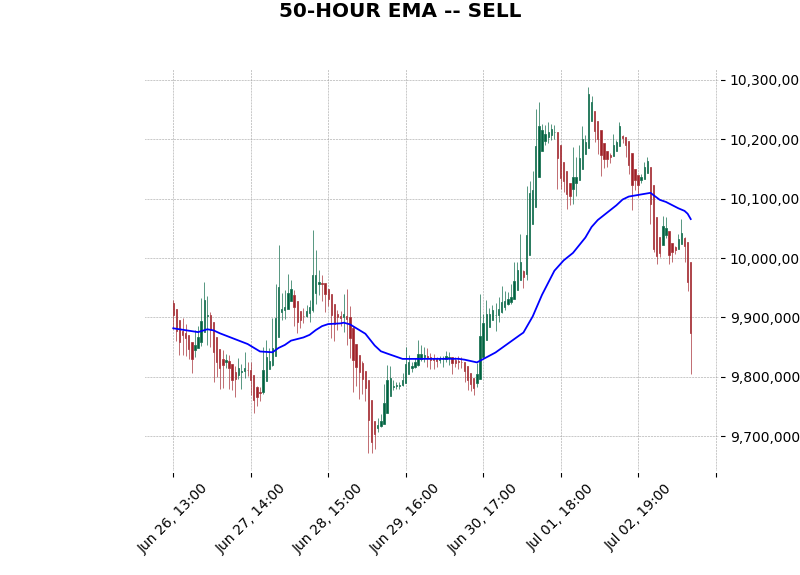 50-HOUR EMA -- SELL
10,300,00
10,200,00
10,100,00
10,000,00
9,900,000
9,800,000
9,700,000
Jun 26, 13:00
Jun 27, 14:00
Jun 28, 15:00
Jun 29, 16:00
Jun 30, 17:00
Jul 01, 18:00
Jul 02, 19:00